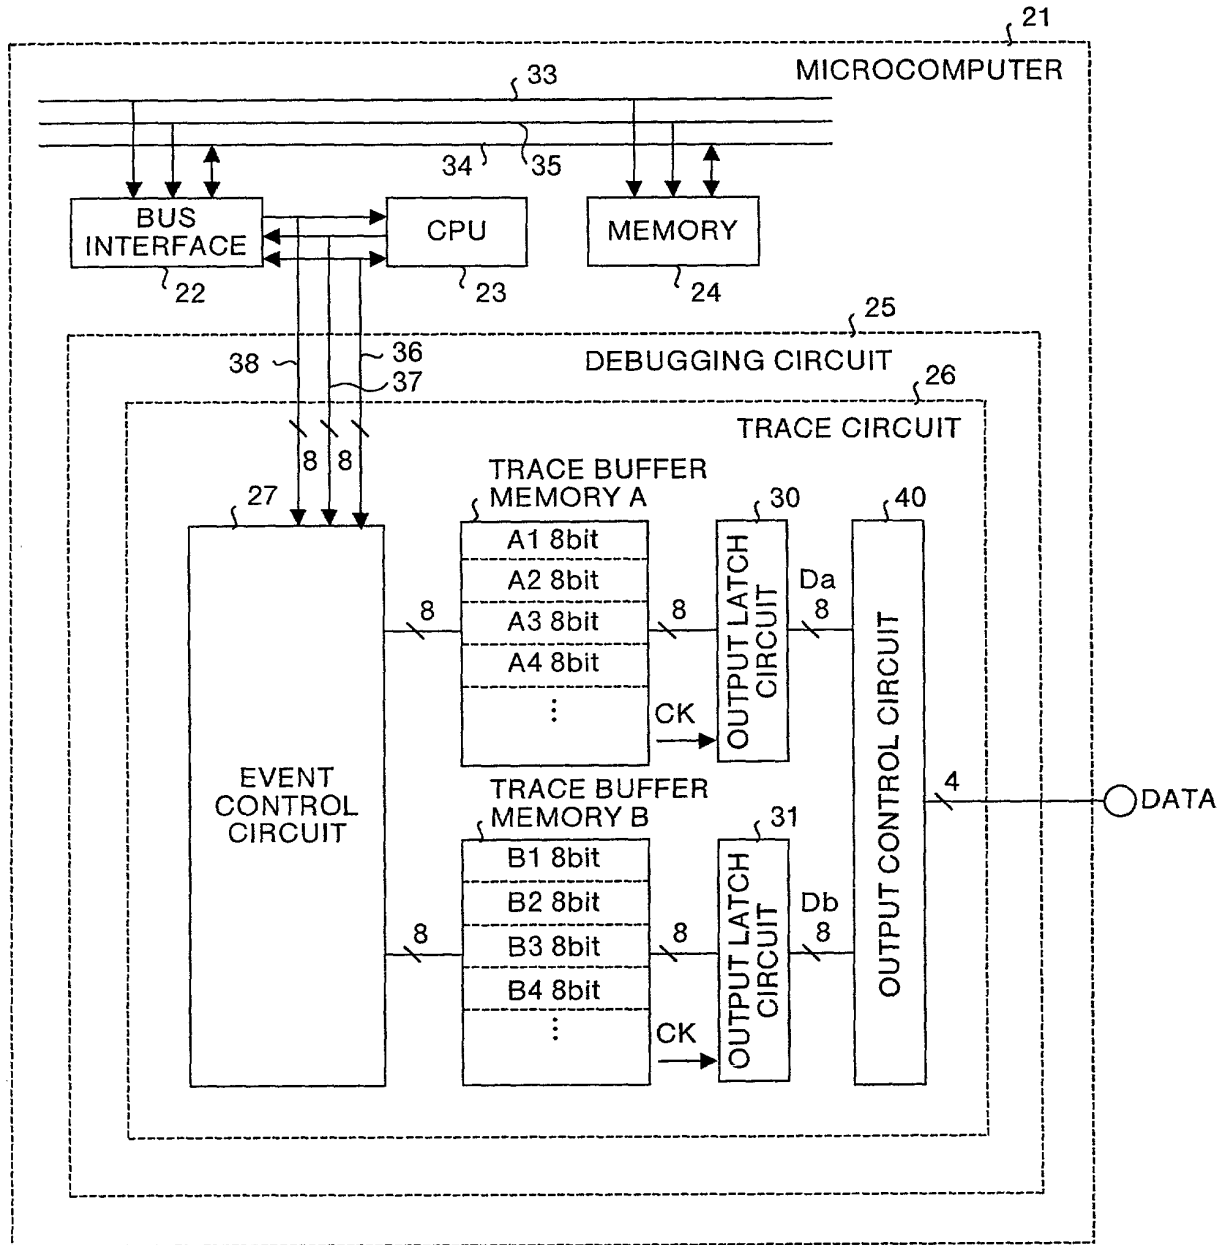 21
MICROCOMPUTER
33
34
35
BUS
INTERFACE
CPU
MEMORY
22
23
24
25
38
36
DEBUGGING CIRCUIT
37
26
TRACE CIRCUIT
8
8
27
TRACE BUFFER
MEMORY A
30
40
A1 8bit
A2 8bit
A3 8bit
A4 8bit
⋮
8
8
OUTPUT LATCH
CIRCUIT
Da
8
CK
EVENT
CONTROL
CIRCUIT
OUTPUT CONTROL CIRCUIT
4
DATA
TRACE BUFFER
MEMORY B
31
B1 8bit
B2 8bit
B3 8bit
B4 8bit
⋮
8
8
OUTPUT LATCH
CIRCUIT
Db
8
CK